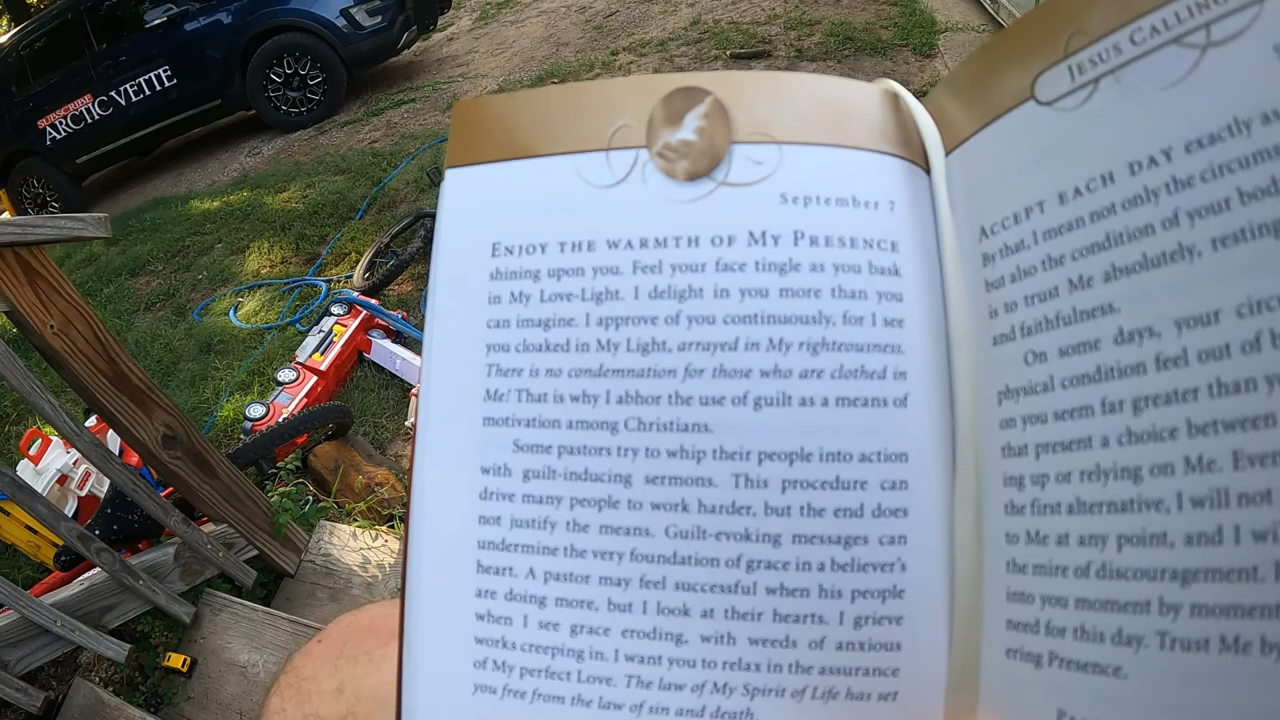 SUBSCRIBE
ARCTIC VETTE
September 7
ENJOY THE WARMTH OF MY PRESENCE
shining upon you. Feel your face tingle as you bask
in My Love-Light. I delight in you more than you
can imagine. I approve of you continuously, for I see
you cloaked in My Light, arrayed in My righteousness.
There is no condemnation for those who are clothed in
Me! That is why I abhor the use of guilt as a means of
motivation among Christians.
Some pastors try to whip their people into action
with guilt-inducing sermons. This procedure can
drive many people to work harder, but the end does
not justify the means. Guilt-evoking messages can
undermine the very foundation of grace in a believer's
heart. A pastor may feel successful when his people
are doing more, but I look at their hearts. I grieve
when I see grace eroding, with weeds of anxious
works creeping in. I want you to relax in the assurance
of My perfect Love. The law of My Spirit of Life has set
you free from the law of sin and death.
JESUS CALLING
ACCEPT EACH DAY exactly as
By that, I mean not only the circum
but also the condition of your bod
is to trust Me absolutely, resting
and faithfulness.
On some days, your circ
physical condition feel out of b
on you seem far greater than y
that present a choice between
ing up or relying on Me. Even
the first alternative, I will not
to Me at any point, and I wi
the mire of discouragement.
into you moment by moment
need for this day. Trust Me by
ering Presence.